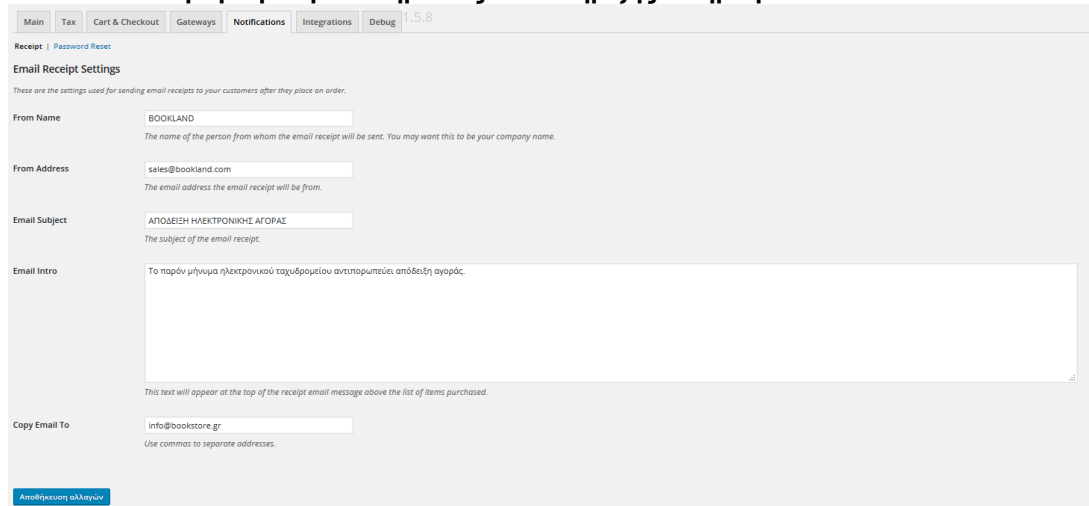 Main Tax Cart & Checkout Gateways Notifications Integrations Debug 1.5.8
Receipt | Password Reset
Email Receipt Settings
These are the settings used for sending email receipts to your customers after they place an order.
From Name BOOKLAND
The name of the person from whom the email receipt will be sent. You may want this to be your company name.
From Address sales@bookland.com
The email address the email receipt will be from.
Email Subject ΑΠΟΔΕΙΞΗ ΗΛΕΚΤΡΟΝΙΚΗΣ ΑΓΟΡΑΣ
The subject of the email receipt.
Email Intro Το παρόν μήνυμα ηλεκτρονικού ταχυδρομείου αντιπορωπεύει απόδειξη αγοράς.
This text will appear at the top of the receipt email message above the list of items purchased.
Copy Email To info@bookstore.gr
Use commas to separate addresses.
Αποθήκευση αλλαγών